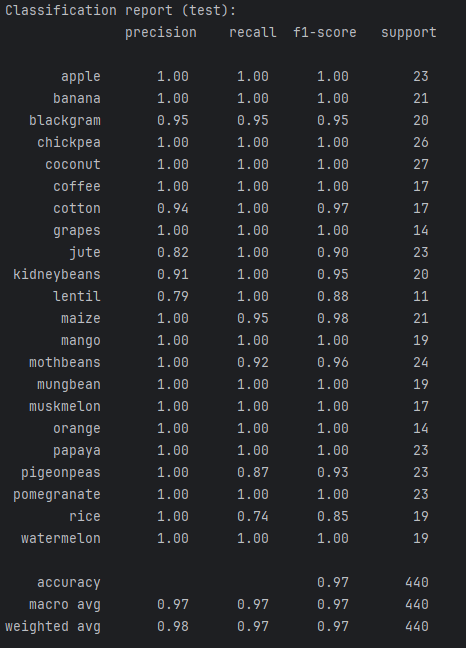 Classification report (test):
precision recall f1-score support
apple 1.00 1.00 1.00 23
banana 1.00 1.00 1.00 21
blackgram 0.95 0.95 0.95 20
chickpea 1.00 1.00 1.00 26
coconut 1.00 1.00 1.00 27
coffee 1.00 1.00 1.00 17
cotton 0.94 1.00 0.97 17
grapes 1.00 1.00 1.00 14
jute 0.82 1.00 0.90 23
kidneybeans 0.91 1.00 0.95 20
lentil 0.79 1.00 0.88 11
maize 1.00 0.95 0.98 21
mango 1.00 1.00 1.00 19
mothbeans 1.00 0.92 0.96 24
mungbean 1.00 1.00 1.00 19
muskmelon 1.00 1.00 1.00 17
orange 1.00 1.00 1.00 14
papaya 1.00 1.00 1.00 23
pigeonpeas 1.00 0.87 0.93 23
pomegranate 1.00 1.00 1.00 23
rice 1.00 0.74 0.85 19
watermelon 1.00 1.00 1.00 19
accuracy 0.97 440
macro avg 0.97 0.97 0.97 440
weighted avg 0.98 0.97 0.97 440